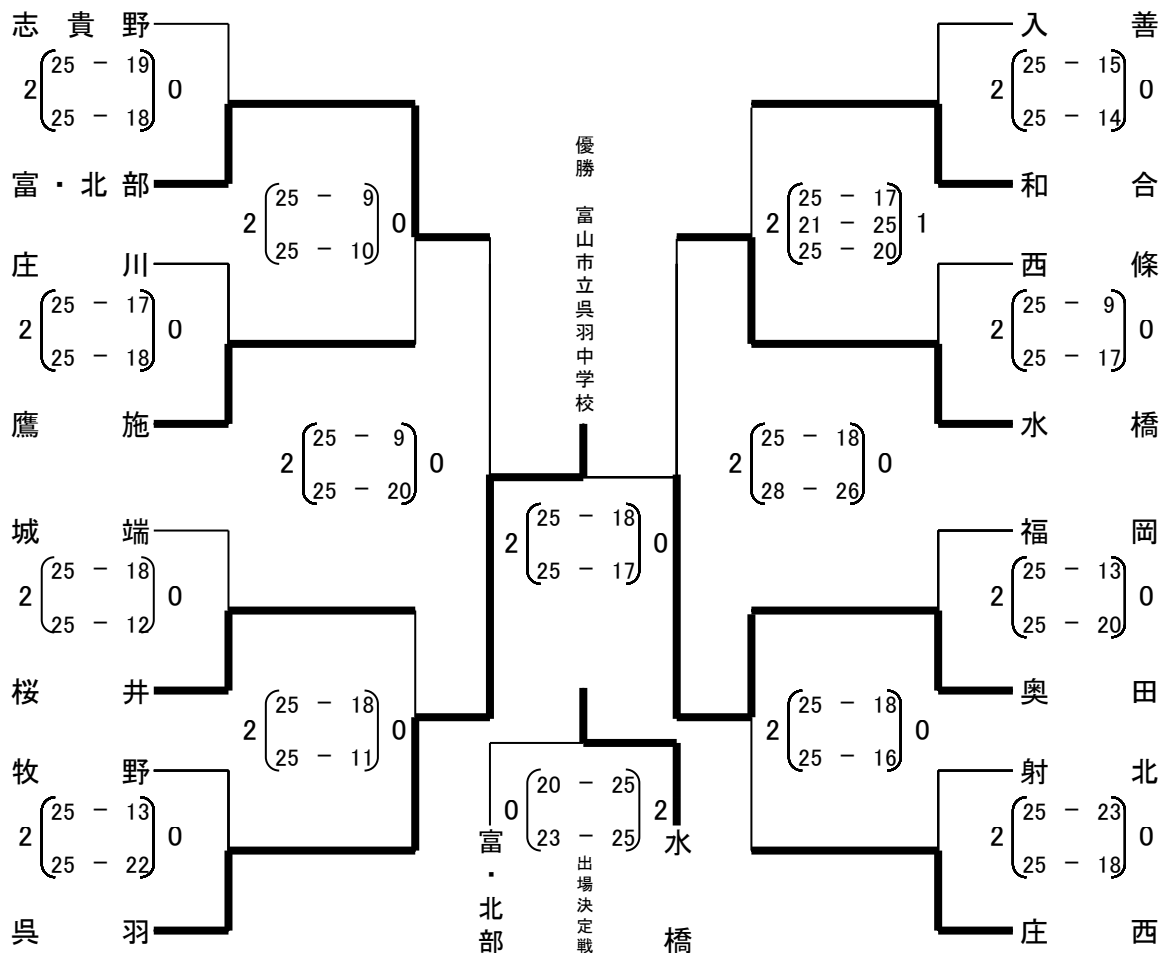 志貴野
2 25 - 19 0
25 - 18
富・北部
2 25 - 9 0
25 - 10
庄川
2 25 - 17 0
25 - 18
鷹施
2 25 - 9 0
25 - 20
城端
2 25 - 18 0
25 - 12
桜井
2 25 - 18 0
25 - 11
牧野
2 25 - 13 0
25 - 22
呉羽
優勝 富山市立呉羽中学校
2 25 - 18 0
25 - 17
0 20 - 25 2
23 - 25
富・北部
出場決定戦
水橋
入善
2 25 - 15 0
25 - 14
和合
2 25 - 17 1
21 - 25
25 - 20
西條
2 25 - 9 0
25 - 17
水橋
2 25 - 18 0
28 - 26
福岡
2 25 - 13 0
25 - 20
奥田
2 25 - 18 0
25 - 16
射北
2 25 - 23 0
25 - 18
庄西